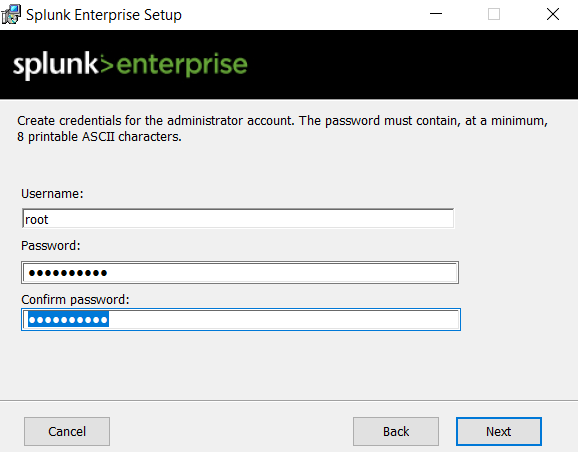 Splunk Enterprise Setup
splunk>enterprise
Create credentials for the administrator account. The password must contain, at a minimum,
8 printable ASCII characters.
Username:
root
Password:
●●●●●●●●●●
Confirm password:
●●●●●●●●●●
Cancel Back Next